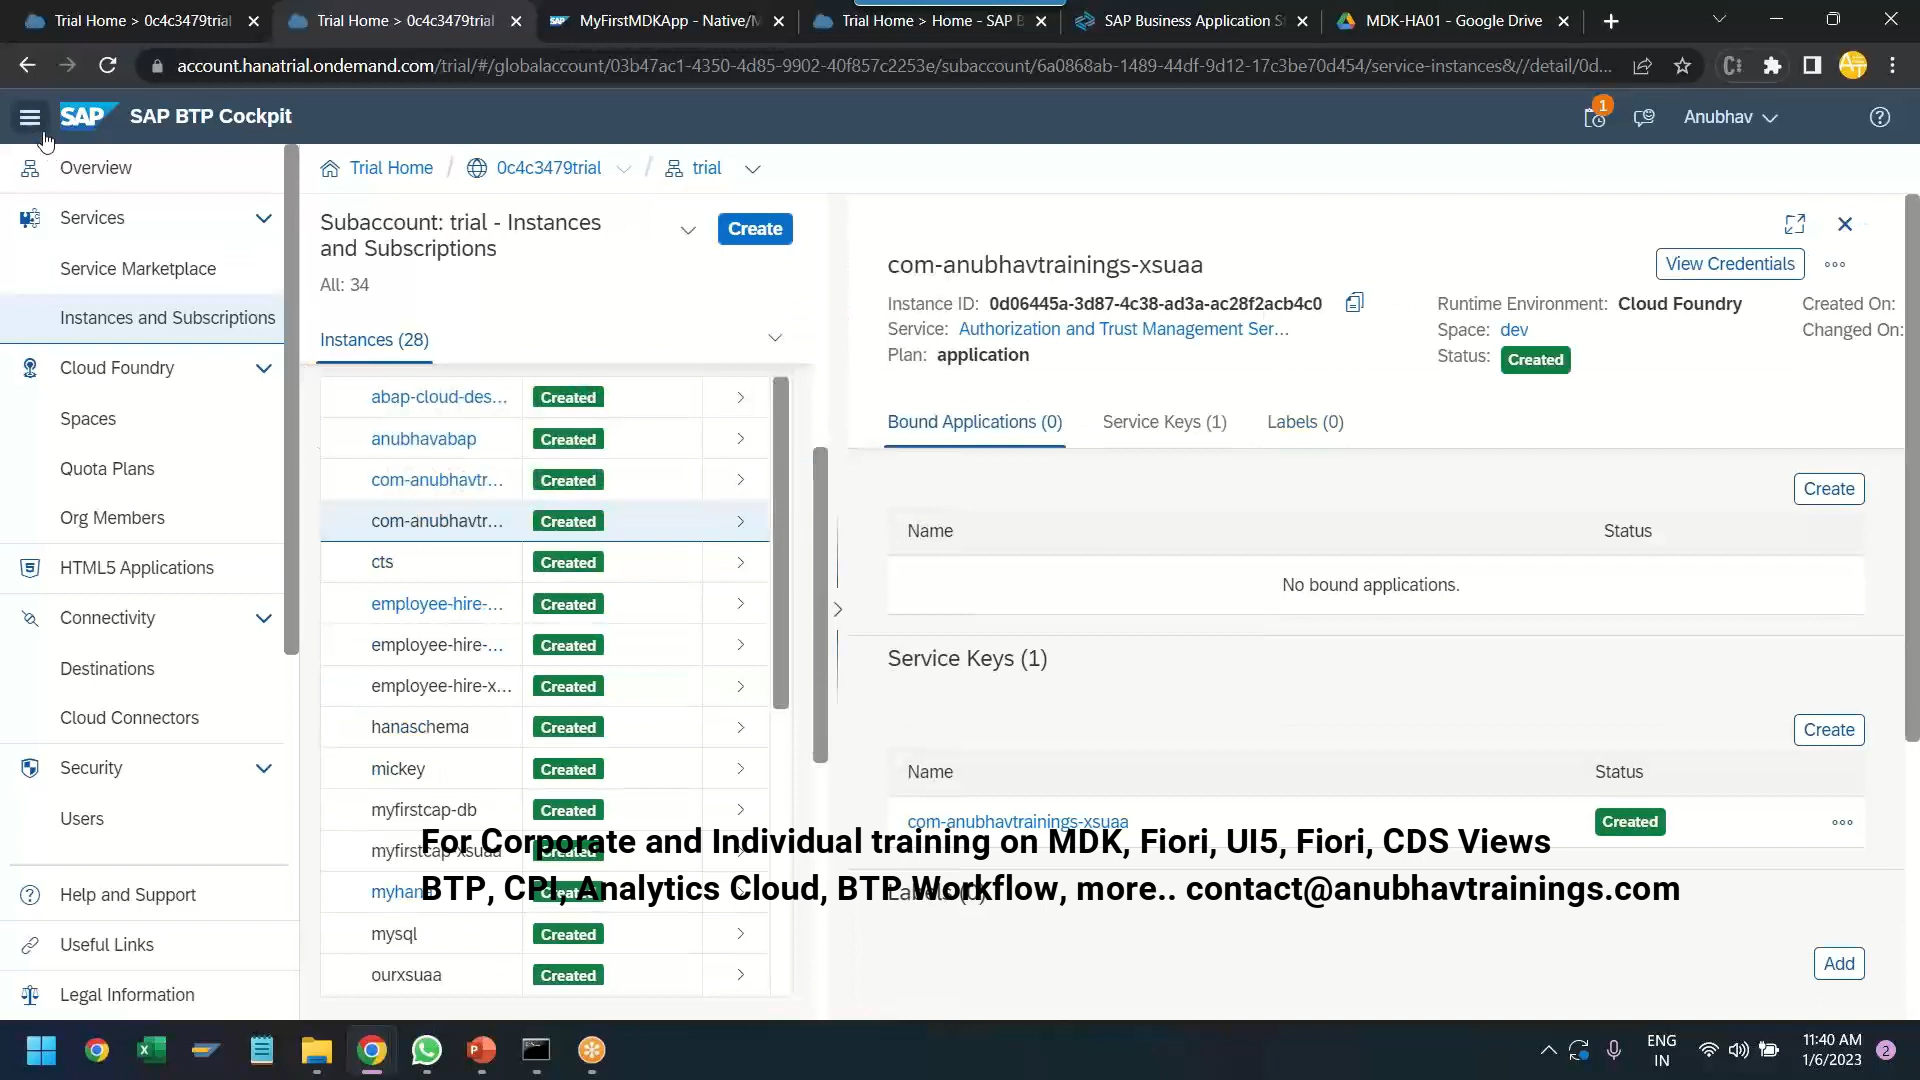 Trial Home > 0c4c3479trial
Trial Home > 0c4c3479trial
MyFirstMDKApp - Native/M
Trial Home > Home - SAP B
SAP Business Application S
MDK-HA01 - Google Drive
account.hanatrial.ondemand.com/trial/#/globalaccount/03b47ac1-4350-4d85-9902-40f857c2253e/subaccount/6a0868ab-1489-44df-9d12-17c3be70d454/service-instances&//detail/0d...
SAP
SAP BTP Cockpit
1
Anubhav
Overview
Services
Service Marketplace
Instances and Subscriptions
Cloud Foundry
Spaces
Quota Plans
Org Members
HTML5 Applications
Connectivity
Destinations
Cloud Connectors
Security
Users
Help and Support
Useful Links
Legal Information
Trial Home / 0c4c3479trial / trial
Subaccount: trial - Instances
and Subscriptions
Create
All: 34
Instances (28)
abap-cloud-des... Created
anubhavabap Created
com-anubhavtr... Created
com-anubhavtr... Created
cts Created
employee-hire-... Created
employee-hire-... Created
employee-hire-x... Created
hanaschema Created
mickey Created
myfirstcap-db Created
myfirstcap-xsuaa Created
myhana Created
mysql Created
ourxsuaa Created
com-anubhavtrainings-xsuaa
View Credentials
Instance ID: 0d06445a-3d87-4c38-ad3a-ac28f2acb4c0
Service: Authorization and Trust Management Ser...
Plan: application
Runtime Environment: Cloud Foundry
Space: dev
Status: Created
Created On:
Changed On:
Bound Applications (0)
Service Keys (1)
Labels (0)
Create
Name Status
No bound applications.
Service Keys (1)
Create
Name Status
com-anubhavtrainings-xsuaa Created
Labels (0)
Add
For Corporate and Individual training on MDK, Fiori, UI5, Fiori, CDS Views
BTP, CPI, Analytics Cloud, BTP Workflow, more.. contact@anubhavtrainings.com
ENG
IN
11:40 AM
1/6/2023
2